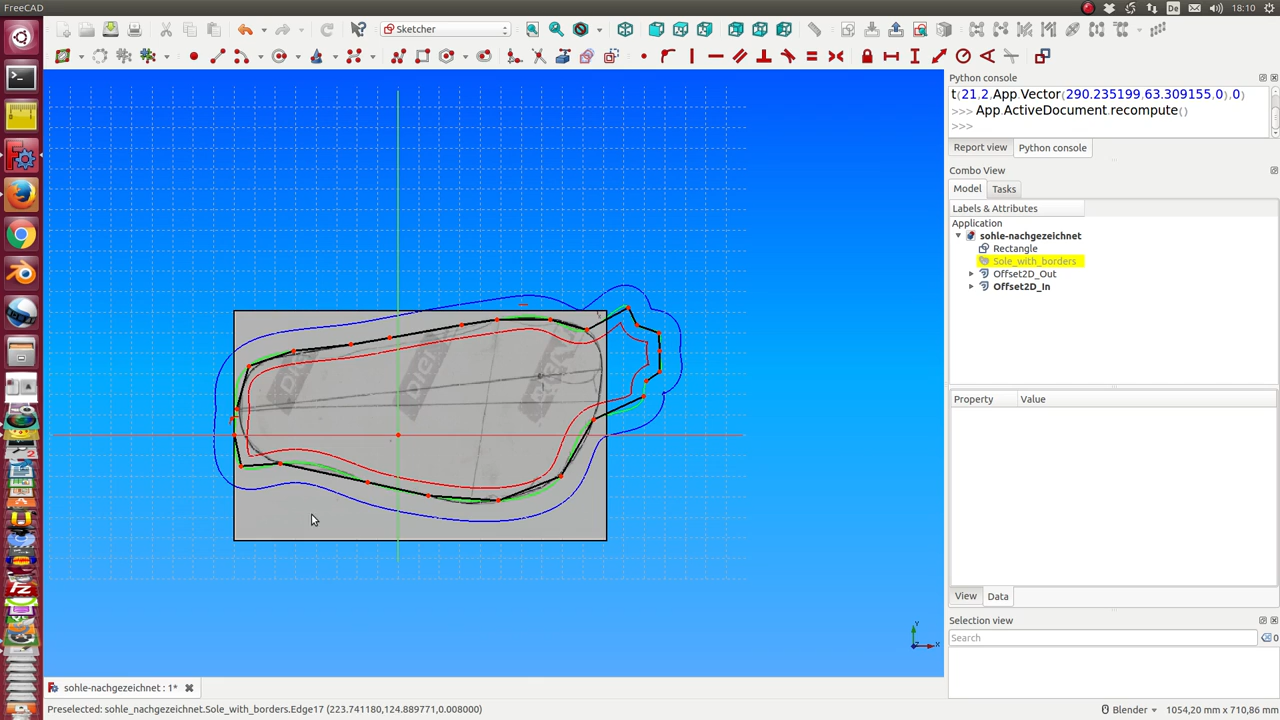 FreeCAD
De
18:10
Sketcher
Python console
t(21,2,App.Vector(290.235199,63.309155,0),0)
>>> App.ActiveDocument.recompute()
>>>
Report view
Python console
Combo View
Model
Tasks
Labels & Attributes
Application
sohle-nachgezeichnet
Rectangle
Sole_with_borders
Offset2D_Out
Offset2D_In
Property
Value
View
Data
Selection view
Search
0
Y
X
sohle-nachgezeichnet : 1*
Preselected: sohle_nachgezeichnet.Sole_with_borders.Edge17 (223.741180,124.889771,0.008000)
Blender
1054,20 mm x 710,86 mm